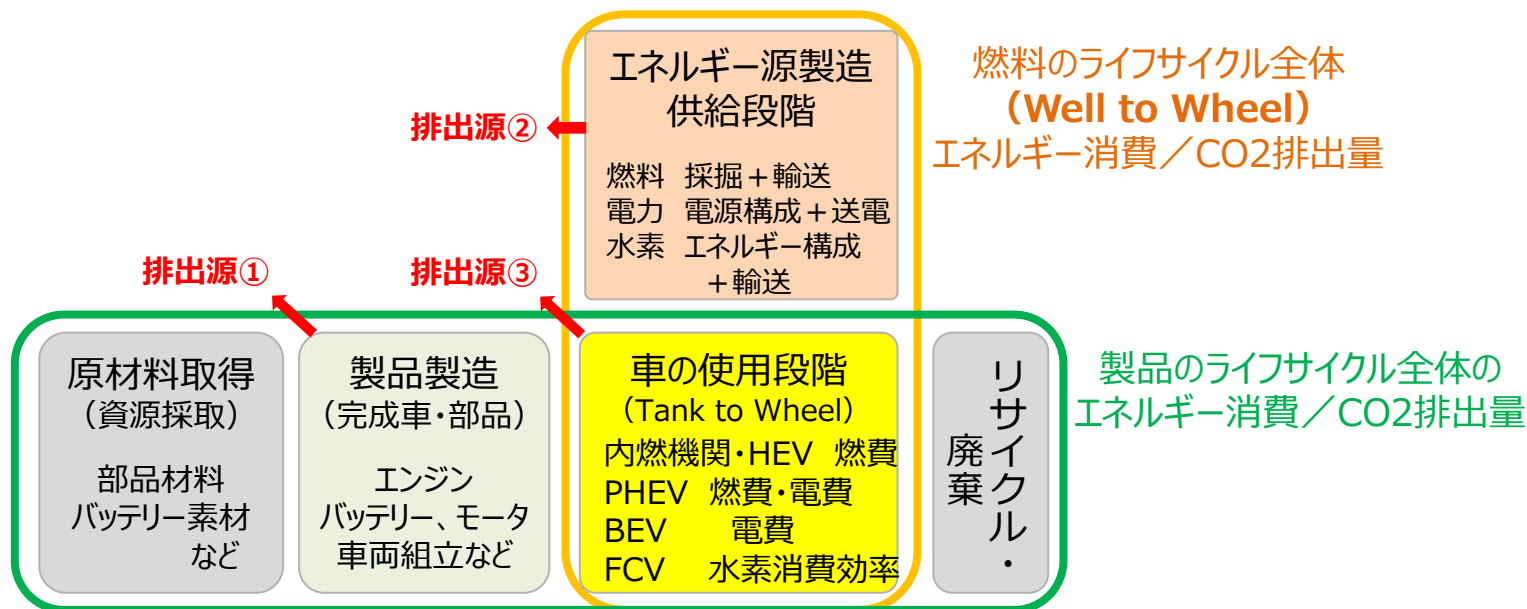 エネルギー源製造
供給段階
燃料 採掘＋輸送
電力 電源構成＋送電
水素 エネルギー構成
＋輸送
燃料のライフサイクル全体
（Well to Wheel）
エネルギー消費／CO2排出量
排出源②
排出源①
排出源③
原材料取得
（資源採取）
部品材料
バッテリー素材
など
製品製造
（完成車・部品）
エンジン
バッテリー、モータ
車両組立など
車の使用段階
（Tank to Wheel）
内燃機関・HEV 燃費
PHEV 燃費・電費
BEV 電費
FCV 水素消費効率
リサイクル・
廃棄
製品のライフサイクル全体の
エネルギー消費／CO2排出量